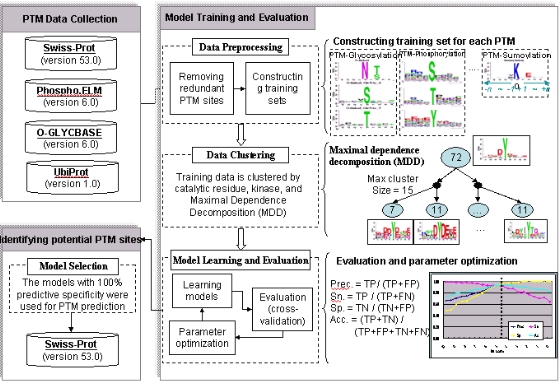 PTM Data Collection
Swiss-Prot
(version 53.0)
Phospho.ELM
(version 6.0)
O-GLYCBASE
(version 6.0)
UbiProt
(version 1.0)
Identifying potential PTM sites
Model Selection
The models with 100%
predictive specificity were
used for PTM prediction
Swiss-Prot
(version 53.0)
Model Training and Evaluation
Data Preprocessing
Removing
redundant
PTM sites
Constructin
g training
sets
Data Clustering
Training data is clustered by
catalytic residue, kinase, and
Maximal Dependence
Decomposition (MDD)
Model Learning and Evaluation
Learning
models
Evaluation
(cross-
validation)
Parameter
optimization
Constructing training set for each PTM
PTM-Glycosylation
PTM-Phosphorylation
PTM-Sumoylation
N
S
T
S
T
Y
K
Maximal dependence
decomposition (MDD)
72
Max cluster
Size = 15
7
11
...
11
Evaluation and parameter optimization
Prec. = TP/ (TP+FP)
Sn. = TP / (TP+FN)
Sp. = TN / (TN+FP)
Acc. = (TP+TN) /
(TP+FP+TN+FN)